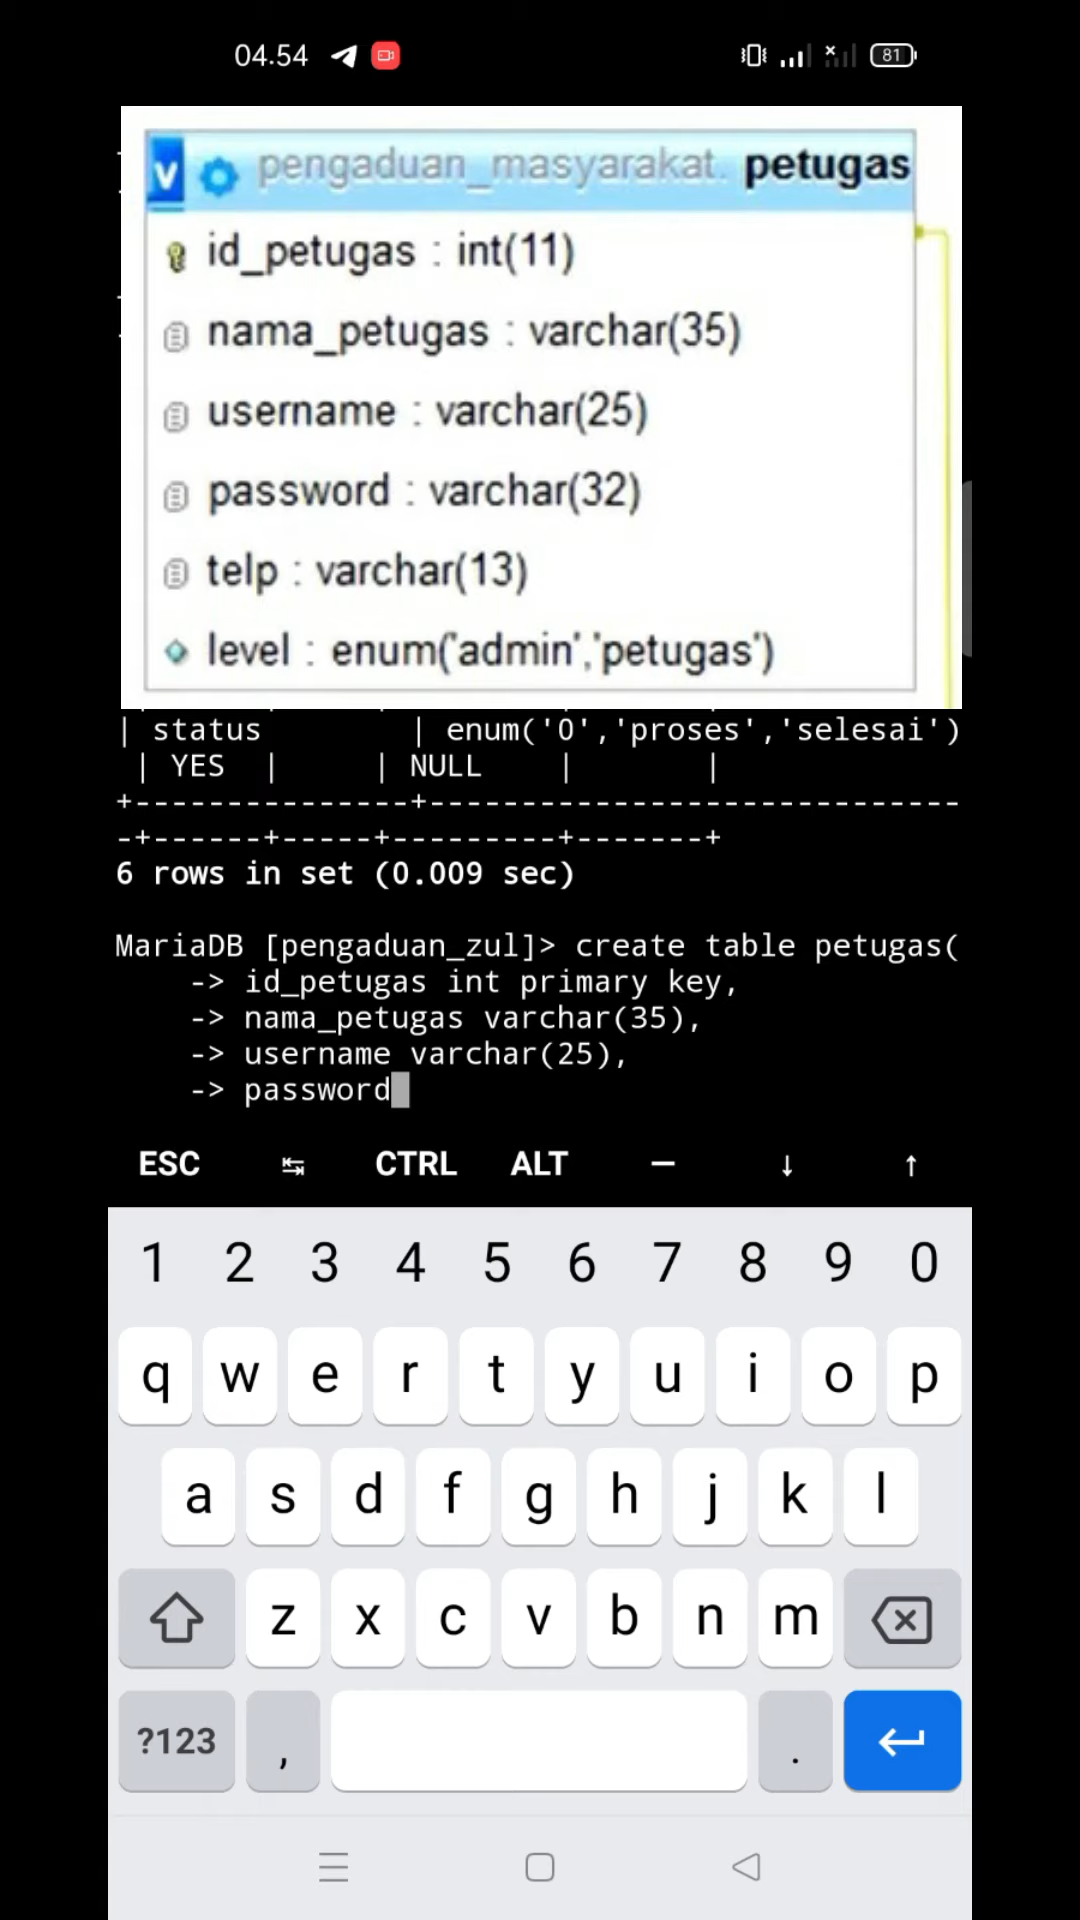 04.54
81
v pengaduan_masyarakat. petugas
id_petugas : int(11)
nama_petugas : varchar(35)
username : varchar(25)
password : varchar(32)
telp : varchar(13)
level : enum('admin','petugas')
| status | enum('0','proses','selesai')
| YES | | NULL | |
+---------------+-----------------------------
-+------+-----+---------+-------+
6 rows in set (0.009 sec)
MariaDB [pengaduan_zul]> create table petugas(
-> id_petugas int primary key,
-> nama_petugas varchar(35),
-> username varchar(25),
-> password
ESC ↹ CTRL ALT — ↓ ↑
1 2 3 4 5 6 7 8 9 0
q w e r t y u i o p
a s d f g h j k l
z x c v b n m
?123 , .